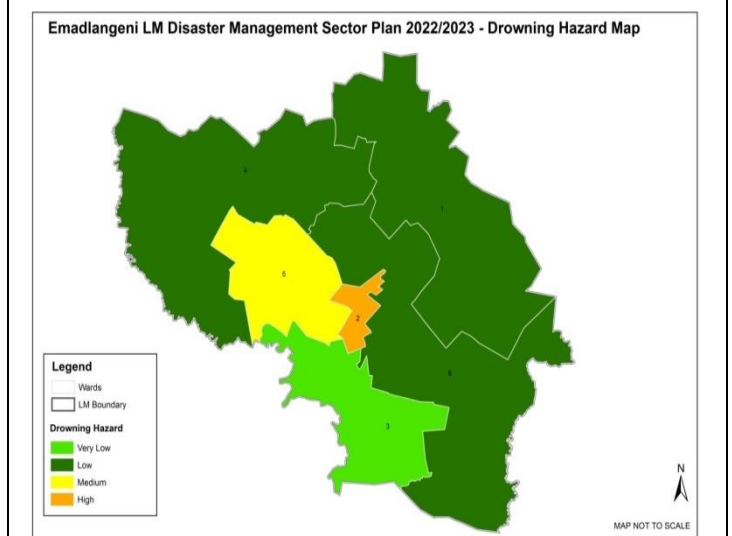 Emadlangeni LM Disaster Management Sector Plan 2022/2023 - Drowning Hazard Map
4
1
5
2
6
3
Legend
Wards
LM Boundary
Drowning Hazard
Very Low
Low
Medium
High
N
MAP NOT TO SCALE